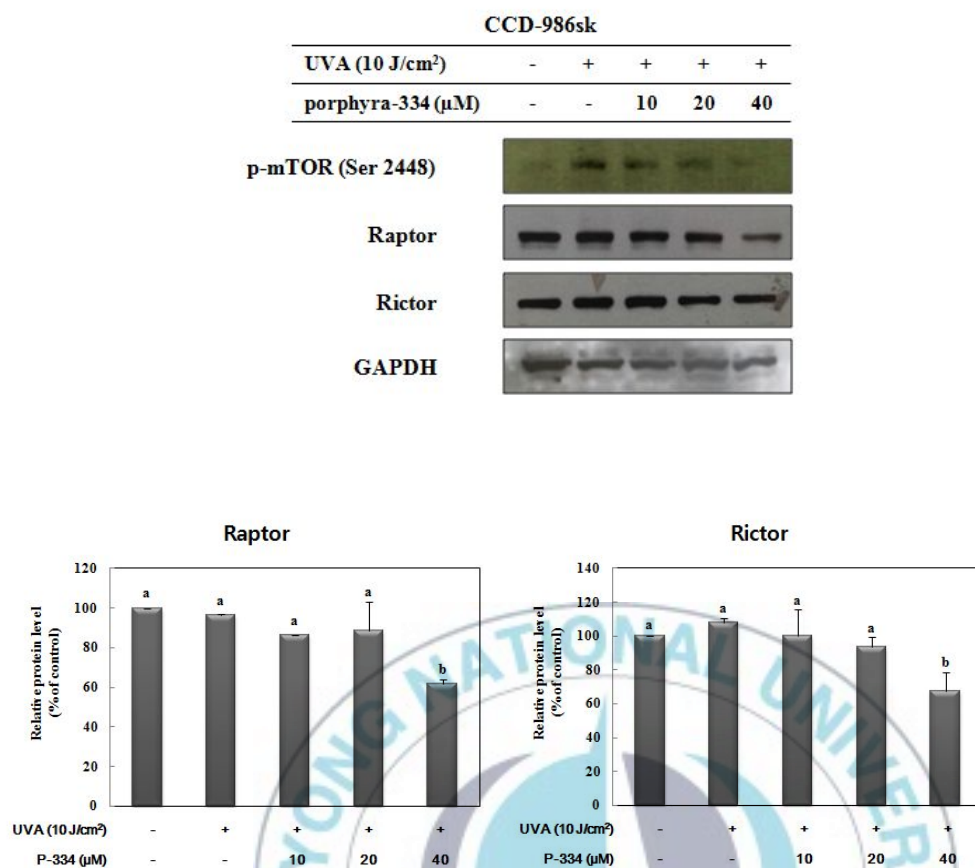 CCD-986sk
UVA (10 J/cm²) - + + + +
porphyra-334 (µM) - - 10 20 40
p-mTOR (Ser 2448)
Raptor
Rictor
GAPDH
Raptor
Relative protein level
(% of control)
120
100
80
60
40
20
0
a a a a b
UVA (10 J/cm²) - + + + +
P-334 (µM) - - 10 20 40
Rictor
Relative protein level
(% of control)
140
120
100
80
60
40
20
0
a a a a b
UVA (10 J/cm²) - + + + +
P-334 (µM) - - 10 20 40
YONG NATIONAL UNIVER